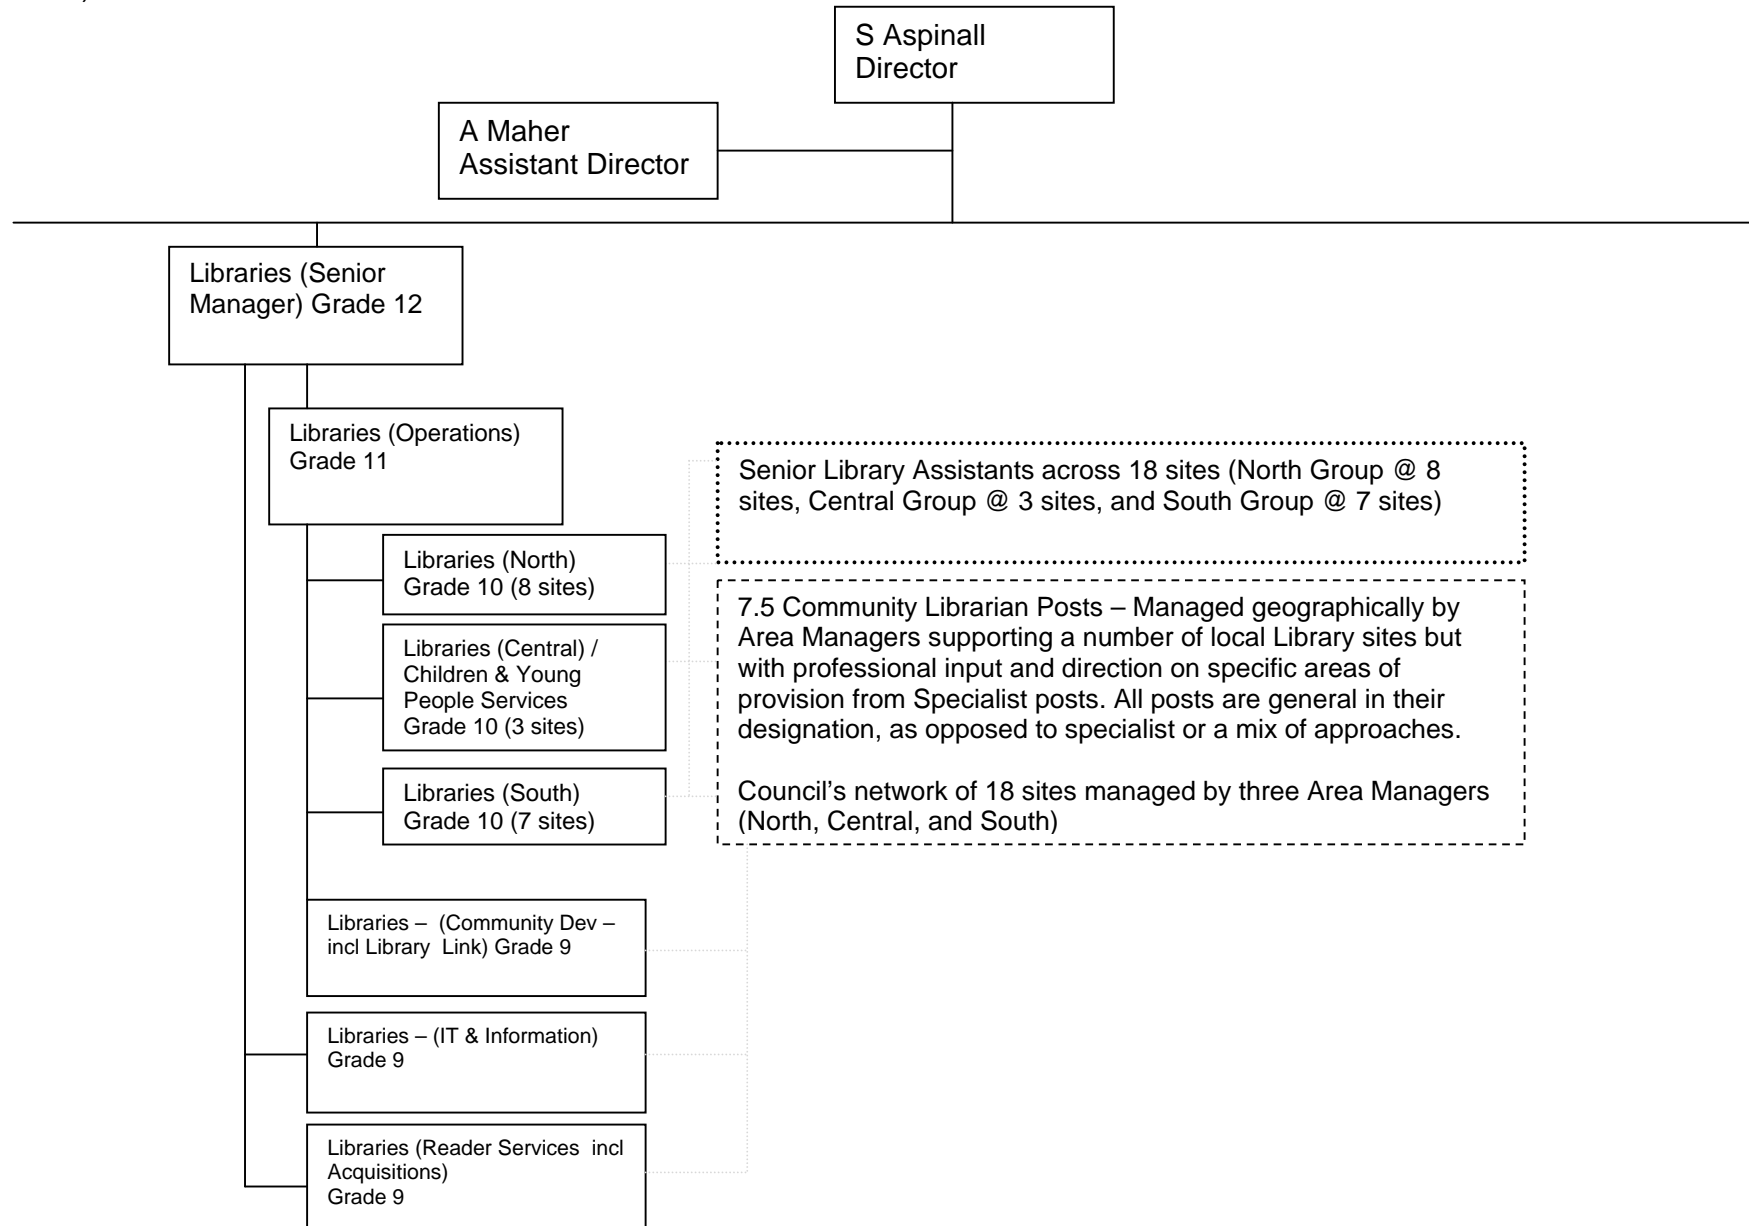 S Aspinall
Director
A Maher
Assistant Director
Libraries (Senior
Manager) Grade 12
Libraries (Operations)
Grade 11
Senior Library Assistants across 18 sites (North Group @ 8
sites, Central Group @ 3 sites, and South Group @ 7 sites)
Libraries (North)
Grade 10 (8 sites)
Libraries (Central) /
Children & Young
People Services
Grade 10 (3 sites)
Libraries (South)
Grade 10 (7 sites)
7.5 Community Librarian Posts – Managed geographically by
Area Managers supporting a number of local Library sites but
with professional input and direction on specific areas of
provision from Specialist posts. All posts are general in their
designation, as opposed to specialist or a mix of approaches.
Council’s network of 18 sites managed by three Area Managers
(North, Central, and South)
Libraries – (Community Dev –
incl Library Link) Grade 9
Libraries – (IT & Information)
Grade 9
Libraries (Reader Services incl
Acquisitions)
Grade 9